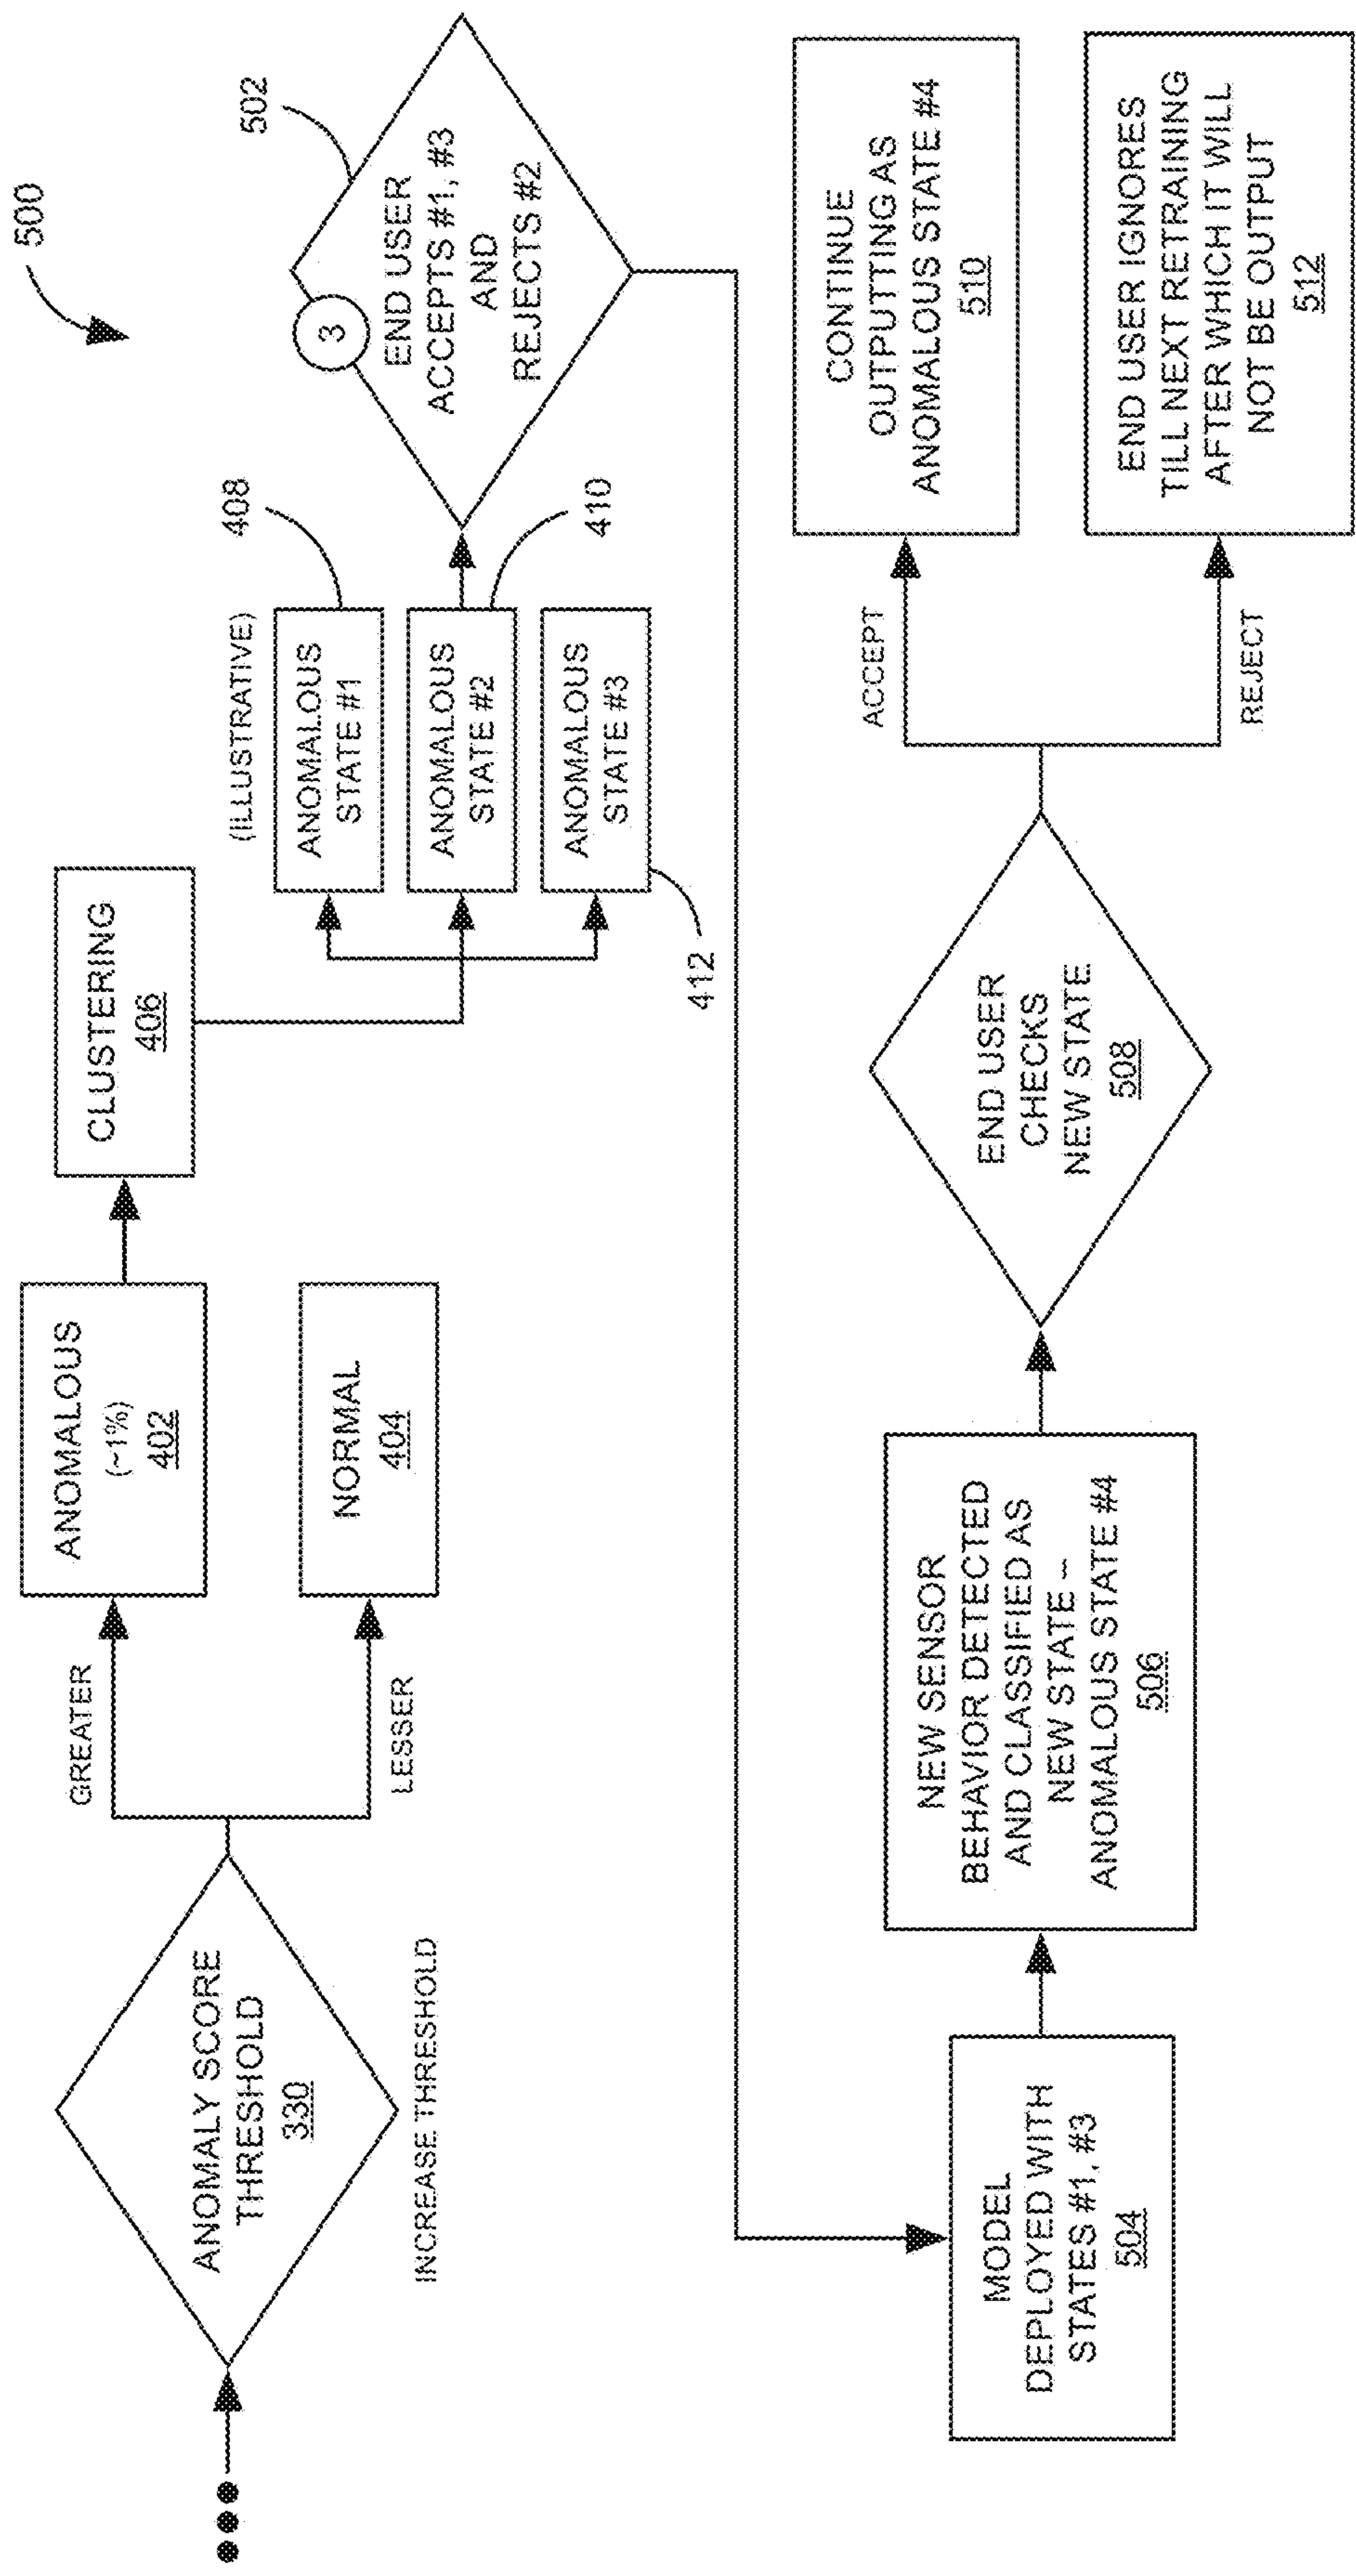 500
ANOMALY SCORE
THRESHOLD
330
INCREASE THRESHOLD
GREATER
LESSER
ANOMALOUS
(~1%)
402
NORMAL
404
CLUSTERING
406
(ILLUSTRATIVE)
ANOMALOUS
STATE #1
408
ANOMALOUS
STATE #2
410
ANOMALOUS
STATE #3
412
3
502
END USER
ACCEPTS #1, #3
AND
REJECTS #2
MODEL
DEPLOYED WITH
STATES #1, #3
504
NEW SENSOR
BEHAVIOR DETECTED
AND CLASSIFIED AS
NEW STATE –
ANOMALOUS STATE #4
506
END USER
CHECKS
NEW STATE
508
ACCEPT
REJECT
CONTINUE
OUTPUTTING AS
ANOMALOUS STATE #4
510
END USER IGNORES
TILL NEXT RETRAINING
AFTER WHICH IT WILL
NOT BE OUTPUT
512